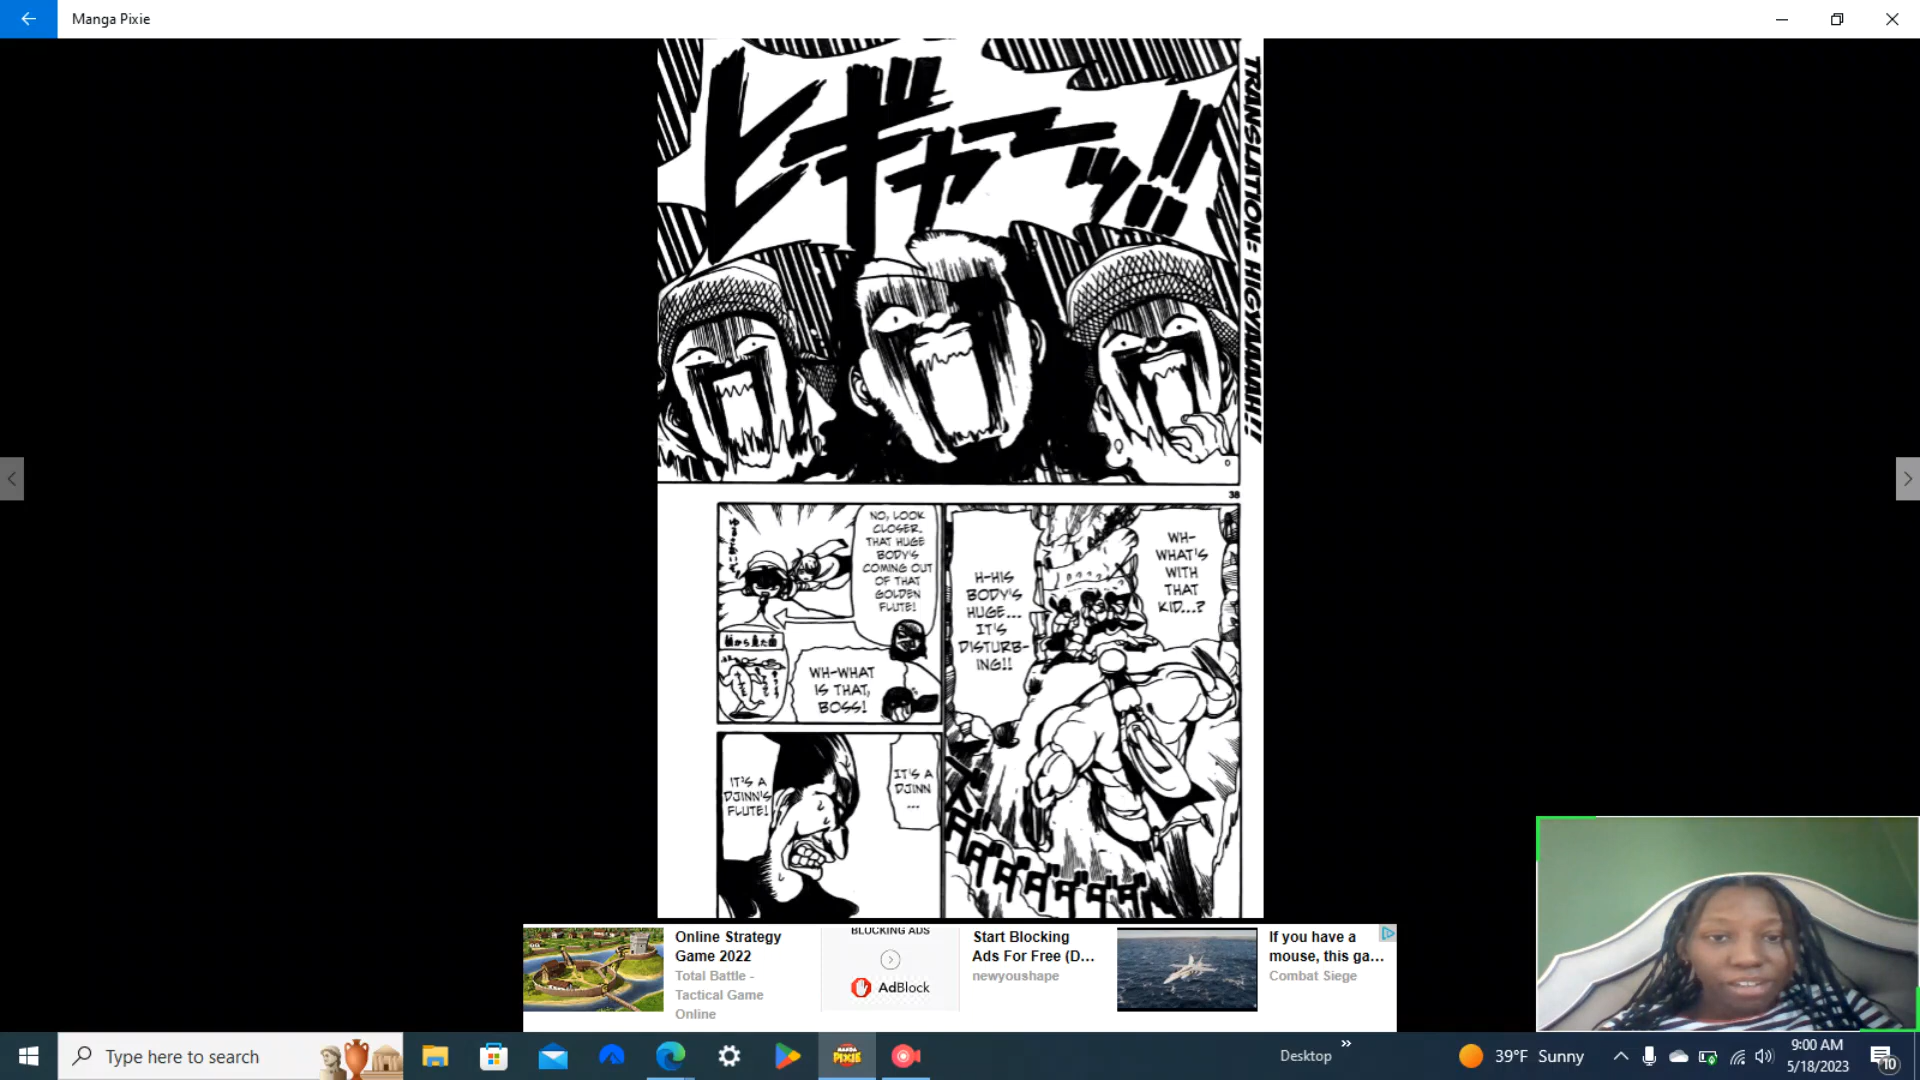 Manga Pixie
ヒギャーッ!!
TRANSLATION: HIGYAAAAH!!
38
WH-
WHAT'S
WITH
THAT
KID...?
H-HIS
BODY'S
HUGE...
IT'S
DISTURB-
ING!!
NO, LOOK
CLOSER.
THAT HUGE
BODY'S
COMING OUT
OF THAT
GOLDEN
FLUTE!
WH-WHAT
IS THAT,
BOSS!
IT'S A
DJINN
...
IT'S A
DJINN'S
FLUTE!
Online Strategy
Game 2022
Total Battle -
Tactical Game
Online
BLOCKING ADS
AdBlock
Start Blocking
Ads For Free (D...
newyoushape
If you have a
mouse, this ga...
Combat Siege
Type here to search
MANGA
PIXIE
Desktop
39°F Sunny
9:00 AM
5/18/2023
10